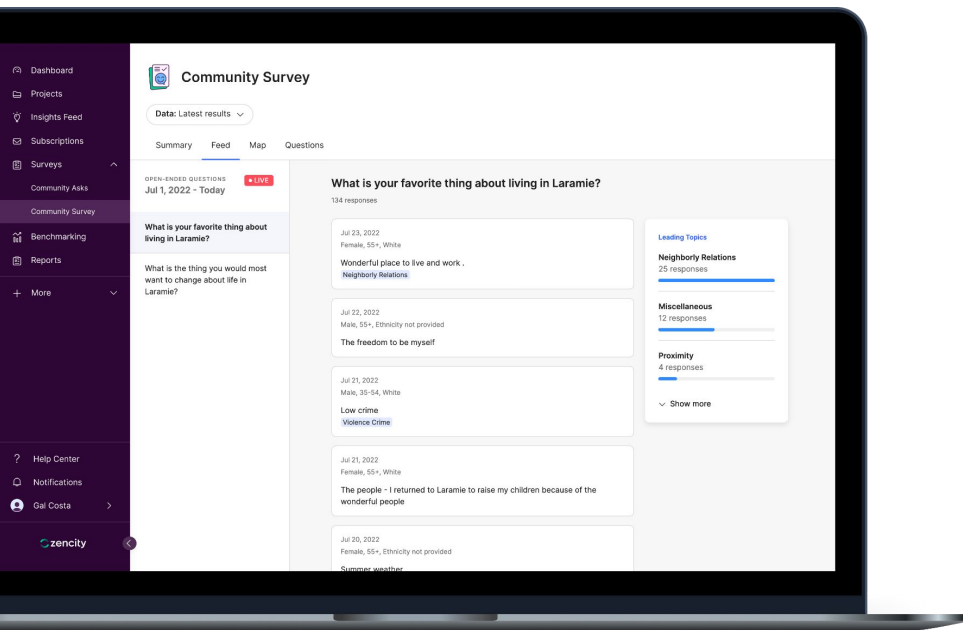 Dashboard
Projects
Insights Feed
Subscriptions
Surveys
Community Asks
Community Survey
Benchmarking
Reports
More
Help Center
Notifications
Gal Costa
zencity
Community Survey
Data: Latest results
Summary Feed Map Questions
OPEN-ENDED QUESTIONS
LIVE
Jul 1, 2022 - Today
What is your favorite thing about
living in Laramie?
What is the thing you would most
want to change about life in
Laramie?
What is your favorite thing about living in Laramie?
134 responses
Jul 23, 2022
Female, 55+, White
Wonderful place to live and work .
Neighborly Relations
Jul 22, 2022
Male, 55+, Ethnicity not provided
The freedom to be myself
Jul 21, 2022
Male, 35-54, White
Low crime
Violence Crime
Jul 21, 2022
Female, 55+, White
The people - I returned to Laramie to raise my children because of the
wonderful people
Jul 20, 2022
Female, 55+, Ethnicity not provided
Summer weather
Leading Topics
Neighborly Relations
25 responses
Miscellaneous
12 responses
Proximity
4 responses
Show more